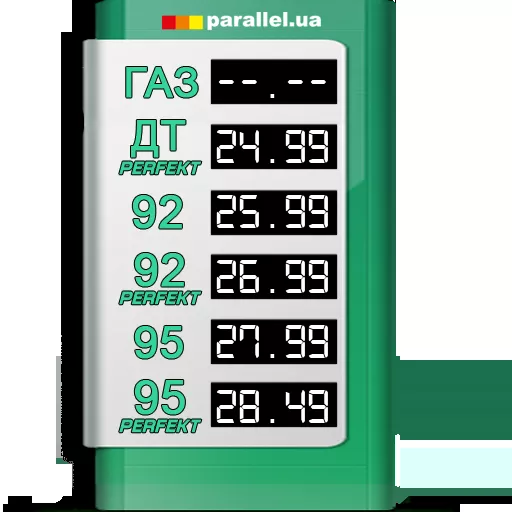 parallel.ua
ГАЗ --.--
ДТ 24.99
PERFEKT
92 25.99
92 26.99
PERFEKT
95 27.99
95 28.49
PERFEKT